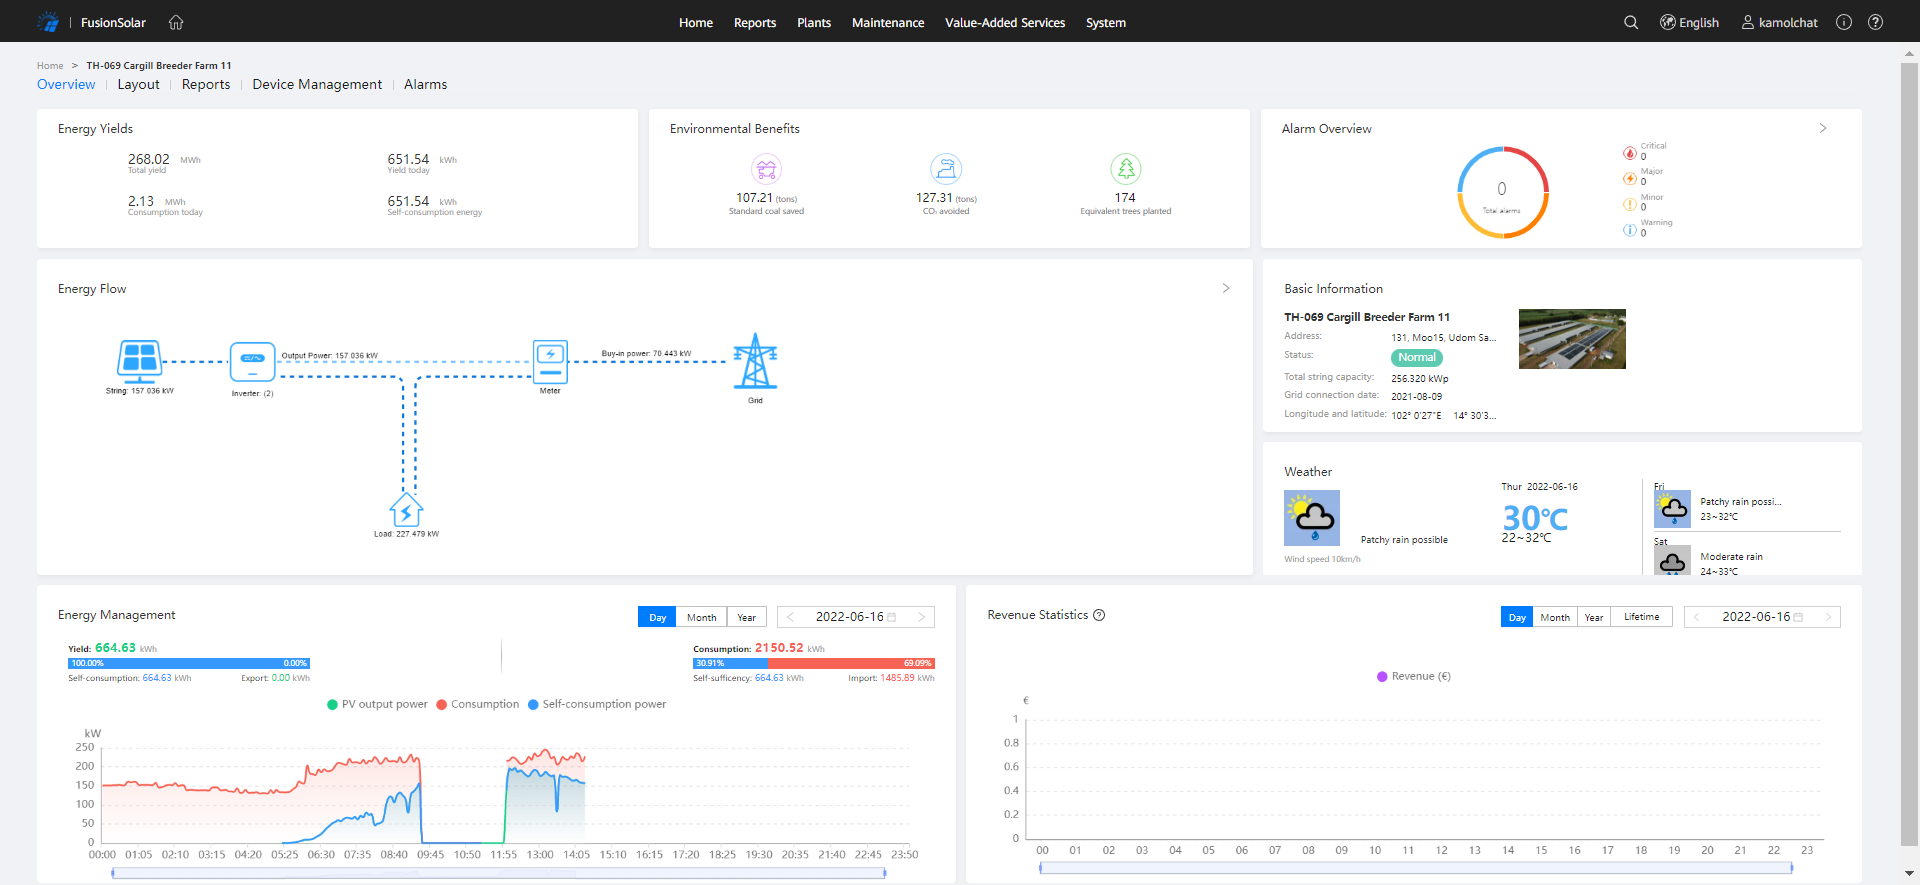 FusionSolar
Home Reports Plants Maintenance Value-Added Services System
English kamolchat
Home > TH-069 Cargill Breeder Farm 11
Overview Layout Reports Device Management Alarms
Energy Yields
268.02 MWh
Total yield
651.54 kWh
Yield today
2.13 MWh
Consumption today
651.54 kWh
Self-consumption energy
Environmental Benefits
107.21 (tons)
Standard coal saved
127.31 (tons)
CO₂ avoided
174
Equivalent trees planted
Alarm Overview
0
Total alarms
Critical
0
Major
0
Minor
0
Warning
0
Energy Flow
String: 157.036 kW
Inverter: (2)
Output Power: 157.036 kW
Meter
Buy-in power: 70.443 kW
Grid
Load: 227.479 kW
Basic Information
TH-069 Cargill Breeder Farm 11
Address: 131, Moo15, Udom Sa...
Status: Normal
Total string capacity: 256.320 kWp
Grid connection date: 2021-08-09
Longitude and latitude: 102° 0'27"E 14° 30'3...
Weather
Patchy rain possible
Wind speed 10km/h
Thur 2022-06-16
30℃
22~32℃
Fri
Patchy rain possi...
23~32℃
Sat
Moderate rain
24~33℃
Energy Management
Day Month Year
2022-06-16
Yield: 664.63 kWh
100.00% 0.00%
Self-consumption: 664.63 kWh Export: 0.00 kWh
Consumption: 2150.52 kWh
30.91% 69.09%
Self-sufficency: 664.63 kWh Import: 1485.89 kWh
PV output power Consumption Self-consumption power
kW
250
200
150
100
50
0
00:00 01:05 02:10 03:15 04:20 05:25 06:30 07:35 08:40 09:45 10:50 11:55 13:00 14:05 15:10 16:15 17:20 18:25 19:30 20:35 21:40 22:45 23:50
Revenue Statistics
Day Month Year Lifetime
2022-06-16
Revenue (€)
€
1
0.8
0.6
0.4
0.2
0
00 01 02 03 04 05 06 07 08 09 10 11 12 13 14 15 16 17 18 19 20 21 22 23